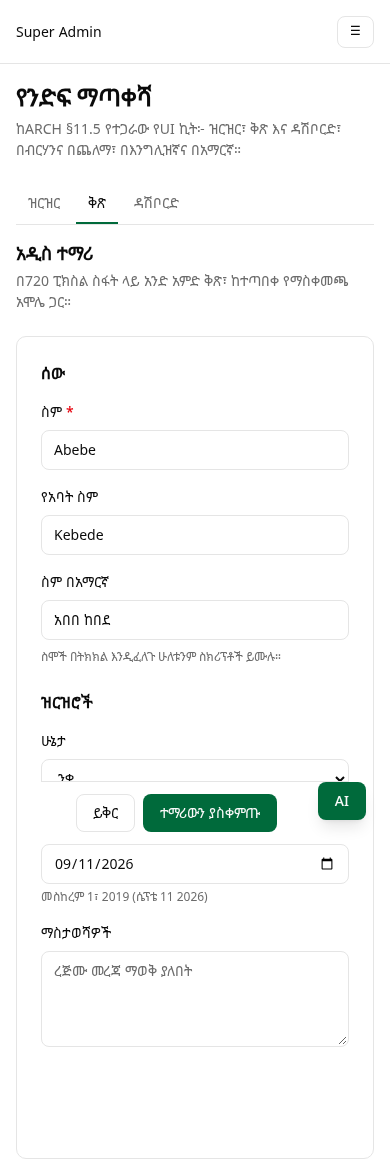 Super Admin
☰
የንድፍ ማጣቀሻ
ከARCH §11.5 የተጋራው የUI ኪት፦ ዝርዝር፣ ቅጽ እና ዳሽቦርድ፣
በብርሃንና በጨለማ፣ በእንግሊዝኛና በአማርኛ።
ዝርዝር ቅጽ ዳሽቦርድ
አዲስ ተማሪ
በ720 ፒክስል ስፋት ላይ አንድ አምድ ቅጽ፣ ከተጣበቀ የማስቀመጫ
አሞሌ ጋር።
ሰው
ስም *
Abebe
የአባት ስም
Kebede
ስም በአማርኛ
አበበ ከበደ
ስሞች በትክክል እንዲፈለጉ ሁለቱንም ስክሪፕቶች ይሙሉ።
ዝርዝሮች
ሁኔታ
ይቅር ተማሪውን ያስቀምጡ AI
09/11/2026
መስከረም 1፣ 2019 (ሴፕቴ 11 2026)
ማስታወሻዎች
ረጅሙ መረጃ ማወቅ ያለበት